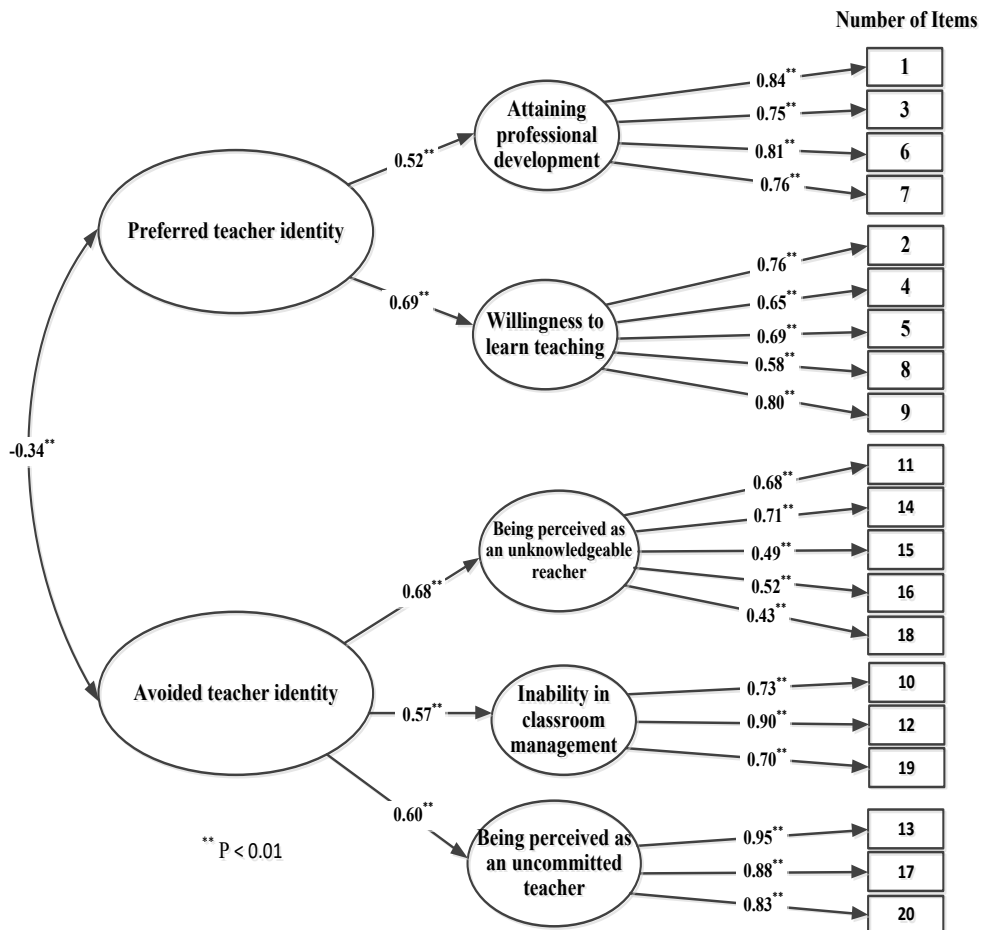 Number of Items
1
0.84**
Attaining
professional
development
0.75**
3
0.81**
6
0.76**
7
0.52**
Preferred teacher identity
0.69**
2
0.76**
4
0.65**
Willingness to
learn teaching
0.69**
5
0.58**
8
0.80**
9
-0.34**
11
0.68**
14
0.71**
Being perceived as
an unknowledgeable
reacher
0.49**
15
0.52**
16
0.43**
18
0.68**
Avoided teacher identity
0.57**
Inability in
classroom
management
0.73**
10
0.90**
12
0.70**
19
0.60**
Being perceived as
an uncommitted
teacher
0.95**
13
0.88**
17
0.83**
20
** P < 0.01